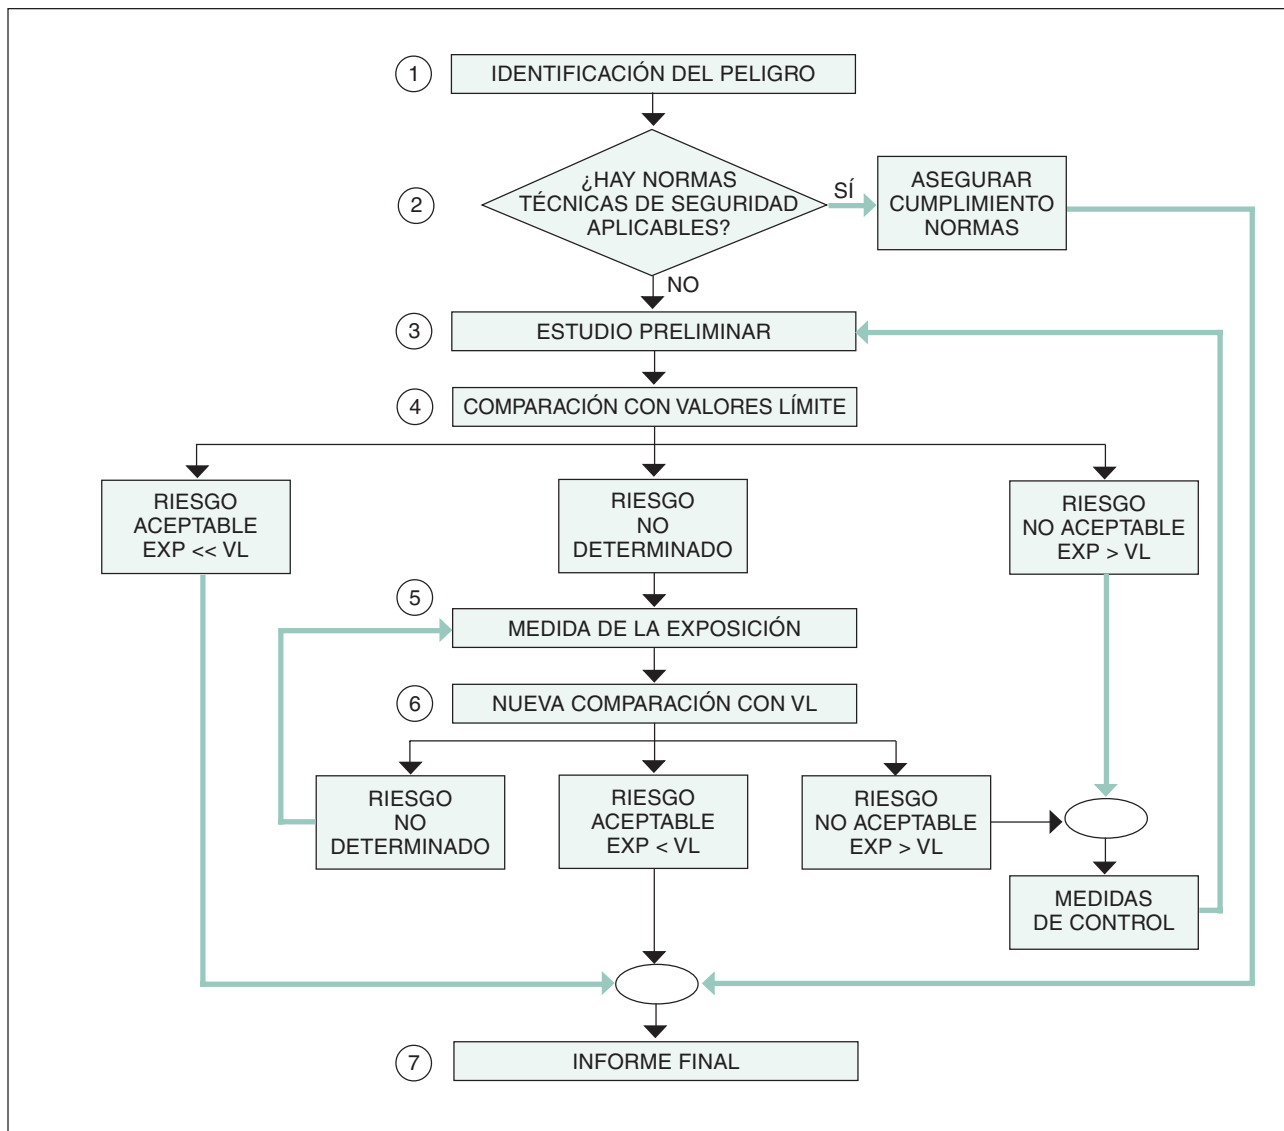 1
IDENTIFICACIÓN DEL PELIGRO
2
¿HAY NORMAS
TÉCNICAS DE SEGURIDAD
APLICABLES?
SÍ
ASEGURAR
CUMPLIMIENTO
NORMAS
NO
3
ESTUDIO PRELIMINAR
4
COMPARACIÓN CON VALORES LÍMITE
RIESGO
ACEPTABLE
EXP << VL
RIESGO
NO
DETERMINADO
RIESGO
NO ACEPTABLE
EXP > VL
5
MEDIDA DE LA EXPOSICIÓN
6
NUEVA COMPARACIÓN CON VL
RIESGO
NO
DETERMINADO
RIESGO
ACEPTABLE
EXP < VL
RIESGO
NO ACEPTABLE
EXP > VL
MEDIDAS
DE CONTROL
7
INFORME FINAL